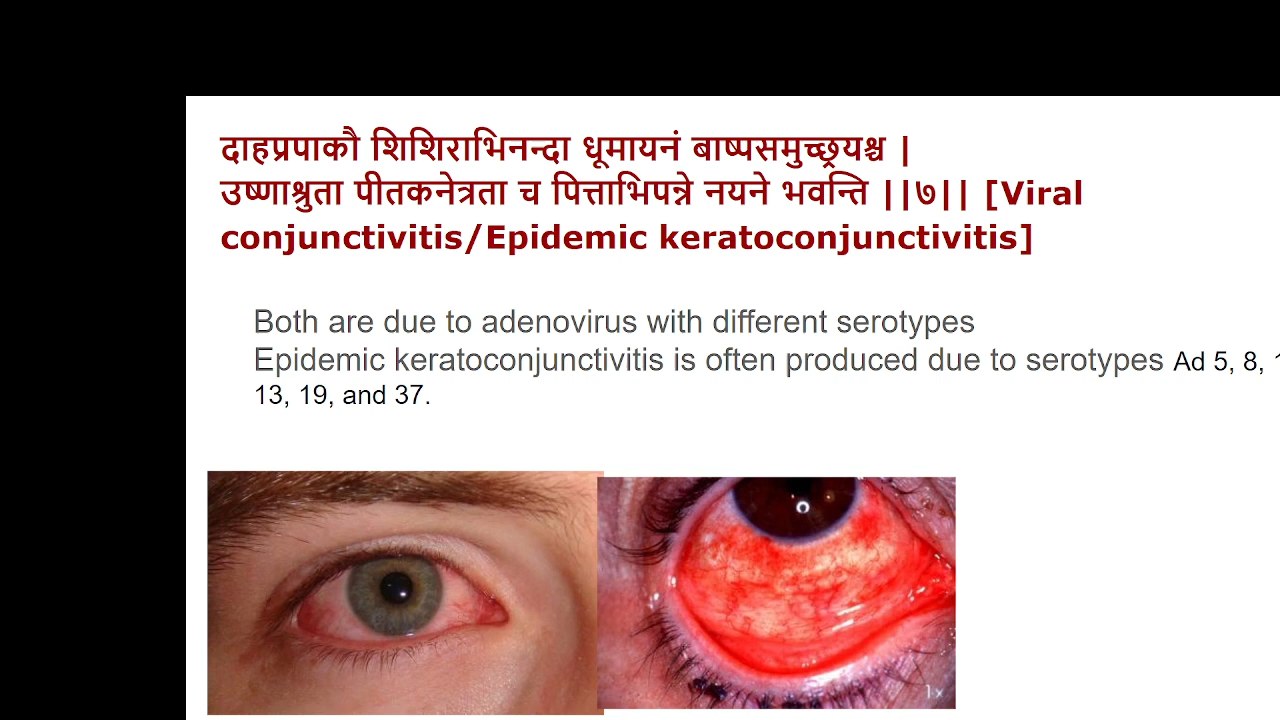 दाहप्रपाकौ शिशिराभिनन्दा धूमायनं बाष्पसमुच्छ्रयश्च |
उष्णाश्रुता पीतकनेत्रता च पित्ताभिपन्ने नयने भवन्ति ||७|| [Viral
conjunctivitis/Epidemic keratoconjunctivitis]
Both are due to adenovirus with different serotypes
Epidemic keratoconjunctivitis is often produced due to serotypes Ad 5, 8,
13, 19, and 37.
1x